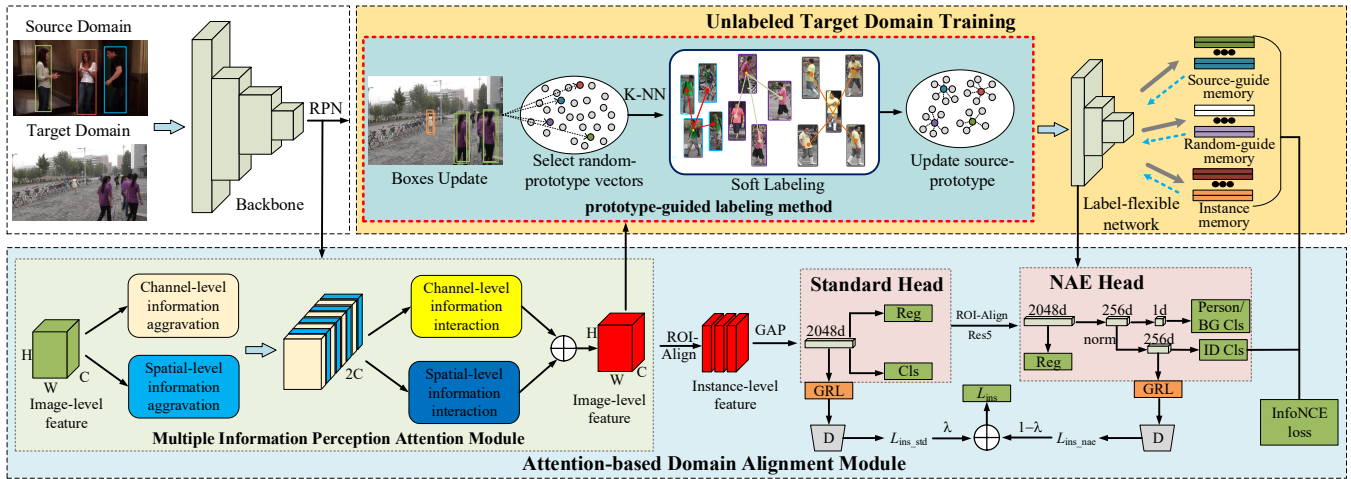 Source Domain
Target Domain
RPN
Backbone
Unlabeled Target Domain Training
Boxes Update
Select random-
prototype vectors
K-NN
Soft Labeling
Update source-
prototype
prototype-guided labeling method
Label-flexible
network
Source-guide
memory
Random-guide
memory
Instance
memory
Channel-level
information
aggravation
Spatial-level
information
aggravation
H
W
C
Image-level
feature
2C
Channel-level
information
interaction
Spatial-level
information
interaction
H
W
C
Image-level
feature
Multiple Information Perception Attention Module
ROI-
Align
Instance-level
feature
GAP
Standard Head
2048d
Reg
Cls
GRL
D
L_ins_std
λ
L_ins
1−λ
L_ins_nae
D
GRL
ROI-Align
Res5
NAE Head
2048d
Reg
256d
norm
1d
256d
Person/
BG Cls
ID Cls
InfoNCE
loss
Attention-based Domain Alignment Module